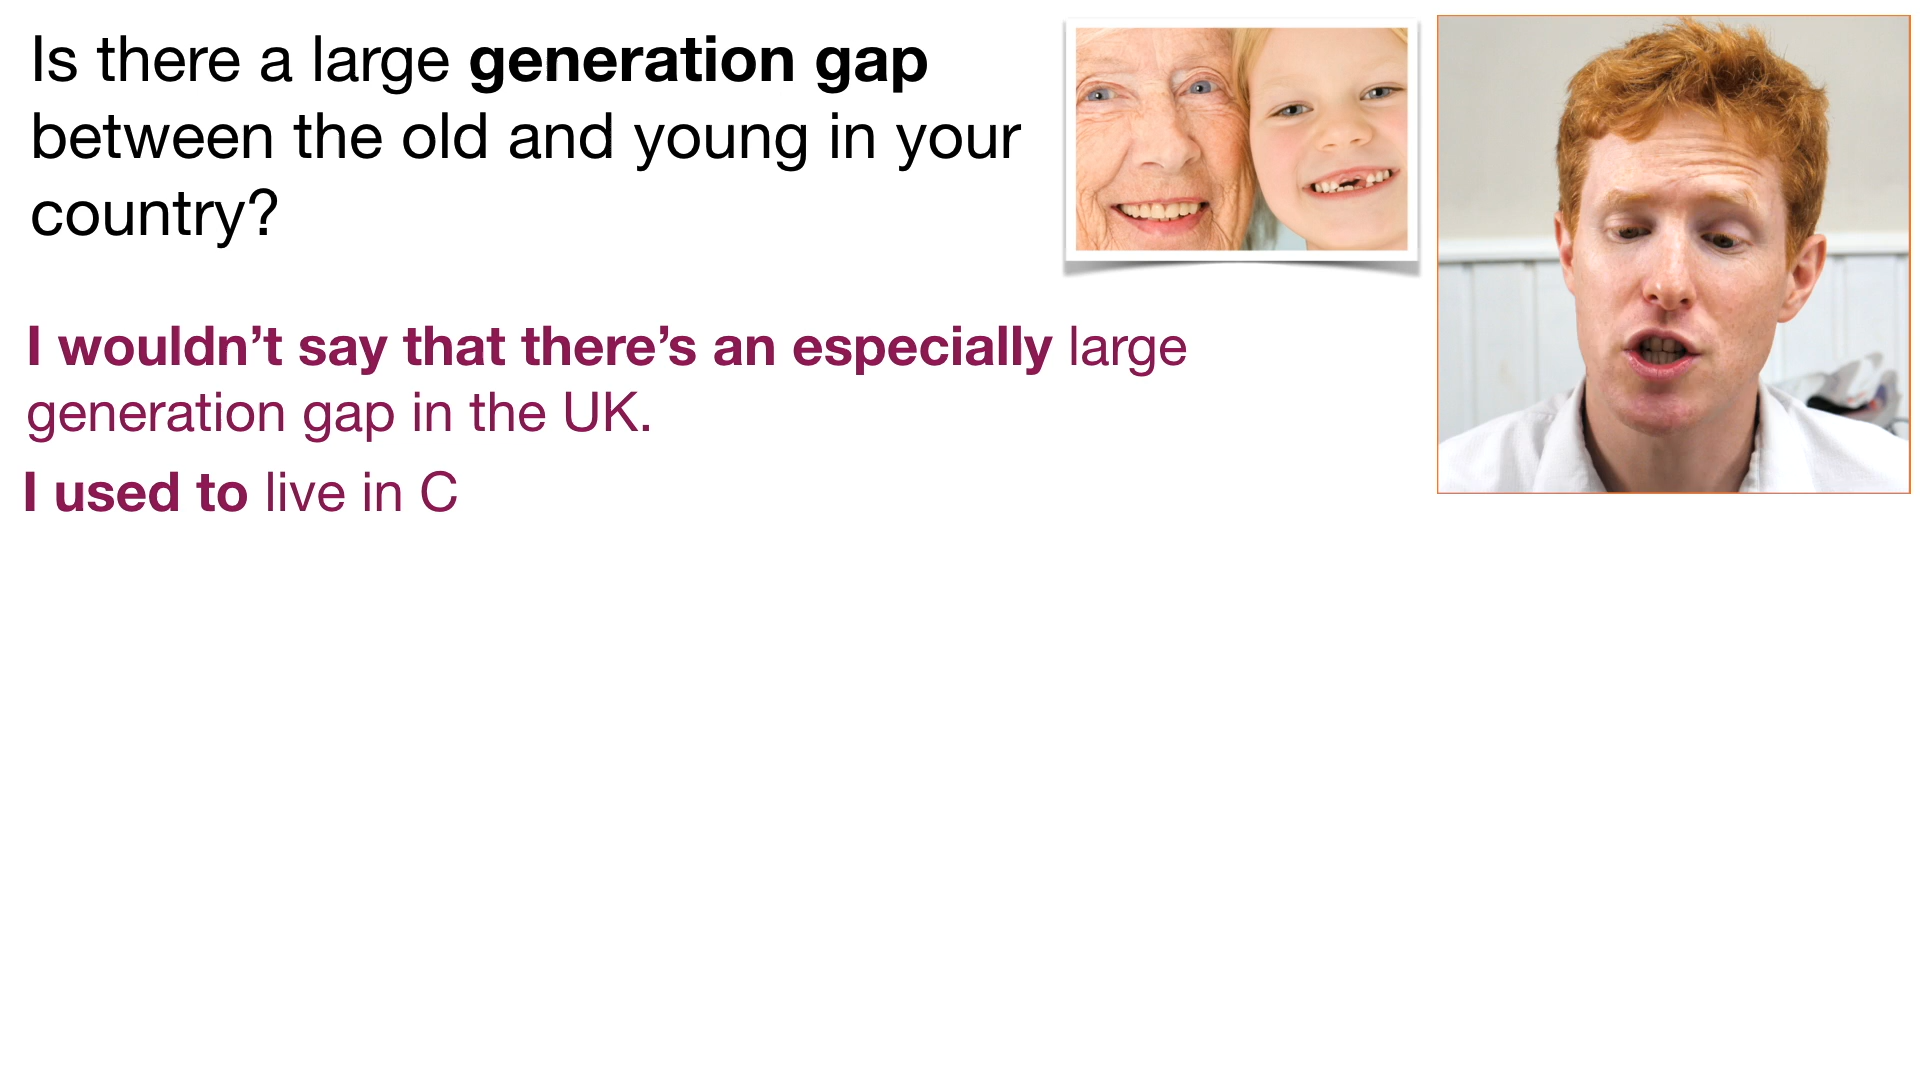 Is there a large generation gap
between the old and young in your
country?
I wouldn’t say that there’s an especially large
generation gap in the UK.
I used to live in C